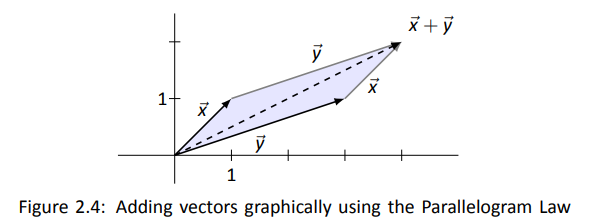 x⃗ + y⃗
y⃗
1
x⃗
x⃗
y⃗
1
Figure 2.4: Adding vectors graphically using the Parallelogram Law